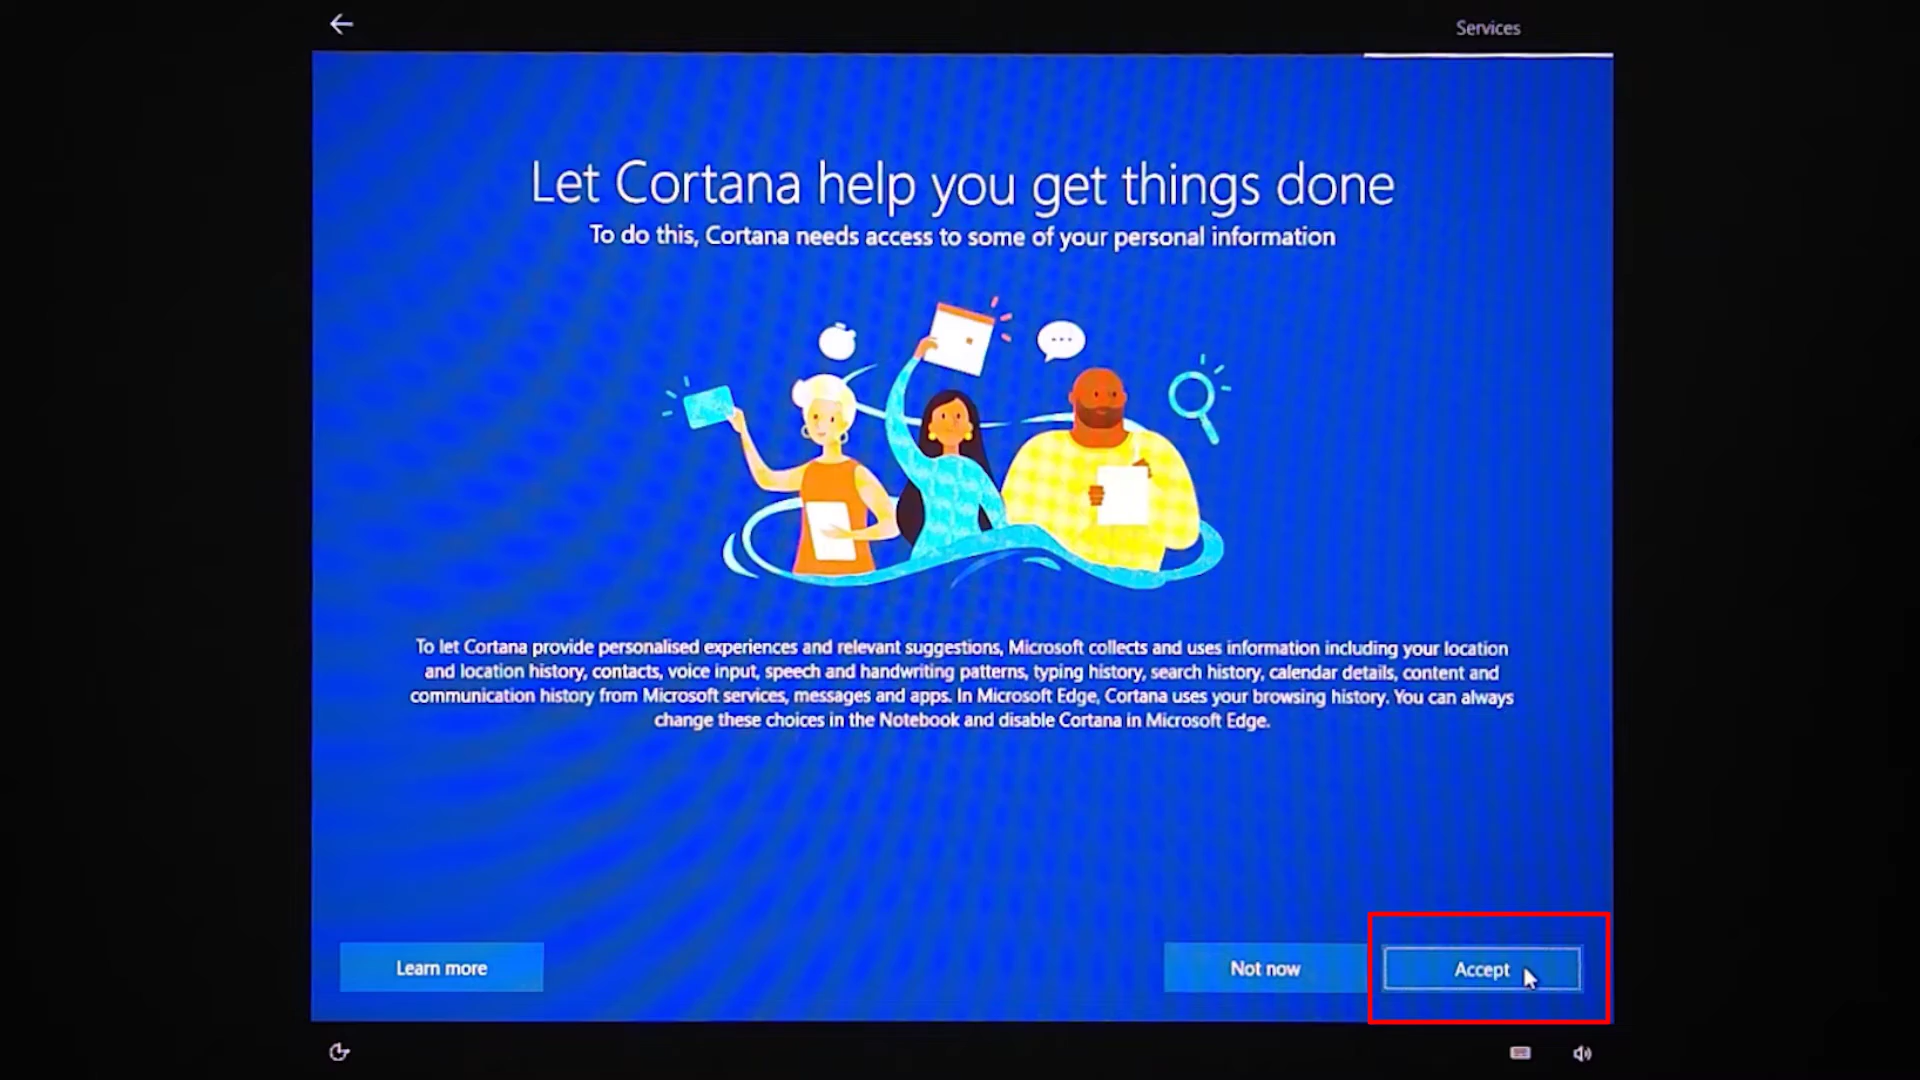 Services
Let Cortana help you get things done
To do this, Cortana needs access to some of your personal information
To let Cortana provide personalised experiences and relevant suggestions, Microsoft collects and uses information including your location
and location history, contacts, voice input, speech and handwriting patterns, typing history, search history, calendar details, content and
communication history from Microsoft services, messages and apps. In Microsoft Edge, Cortana uses your browsing history. You can always
change these choices in the Notebook and disable Cortana in Microsoft Edge.
Learn more
Not now
Accept